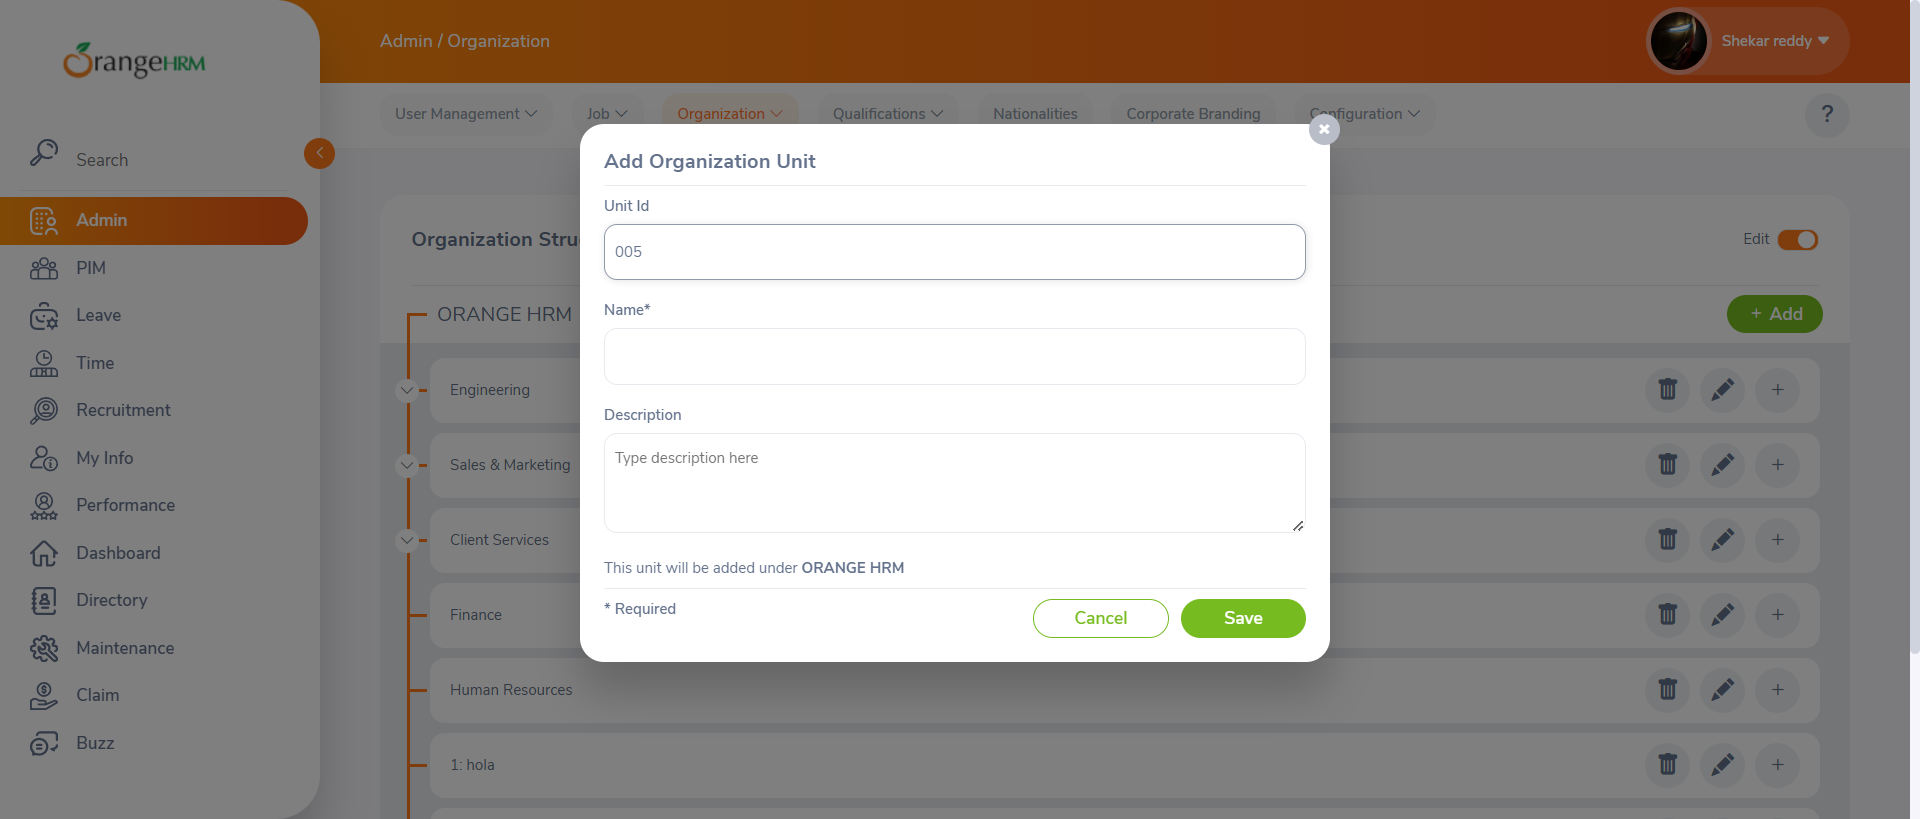 OrangeHRM
Search
Admin
PIM
Leave
Time
Recruitment
My Info
Performance
Dashboard
Directory
Maintenance
Claim
Buzz
Admin / Organization
Shekar reddy
User Management
Job
Organization
Qualifications
Nationalities
Corporate Branding
Configuration
?
Organization Stru
Edit
ORANGE HRM
+ Add
Engineering
Sales & Marketing
Client Services
Finance
Human Resources
1: hola
Add Organization Unit
Unit Id
005
Name*
Description
Type description here
This unit will be added under ORANGE HRM
* Required
Cancel
Save